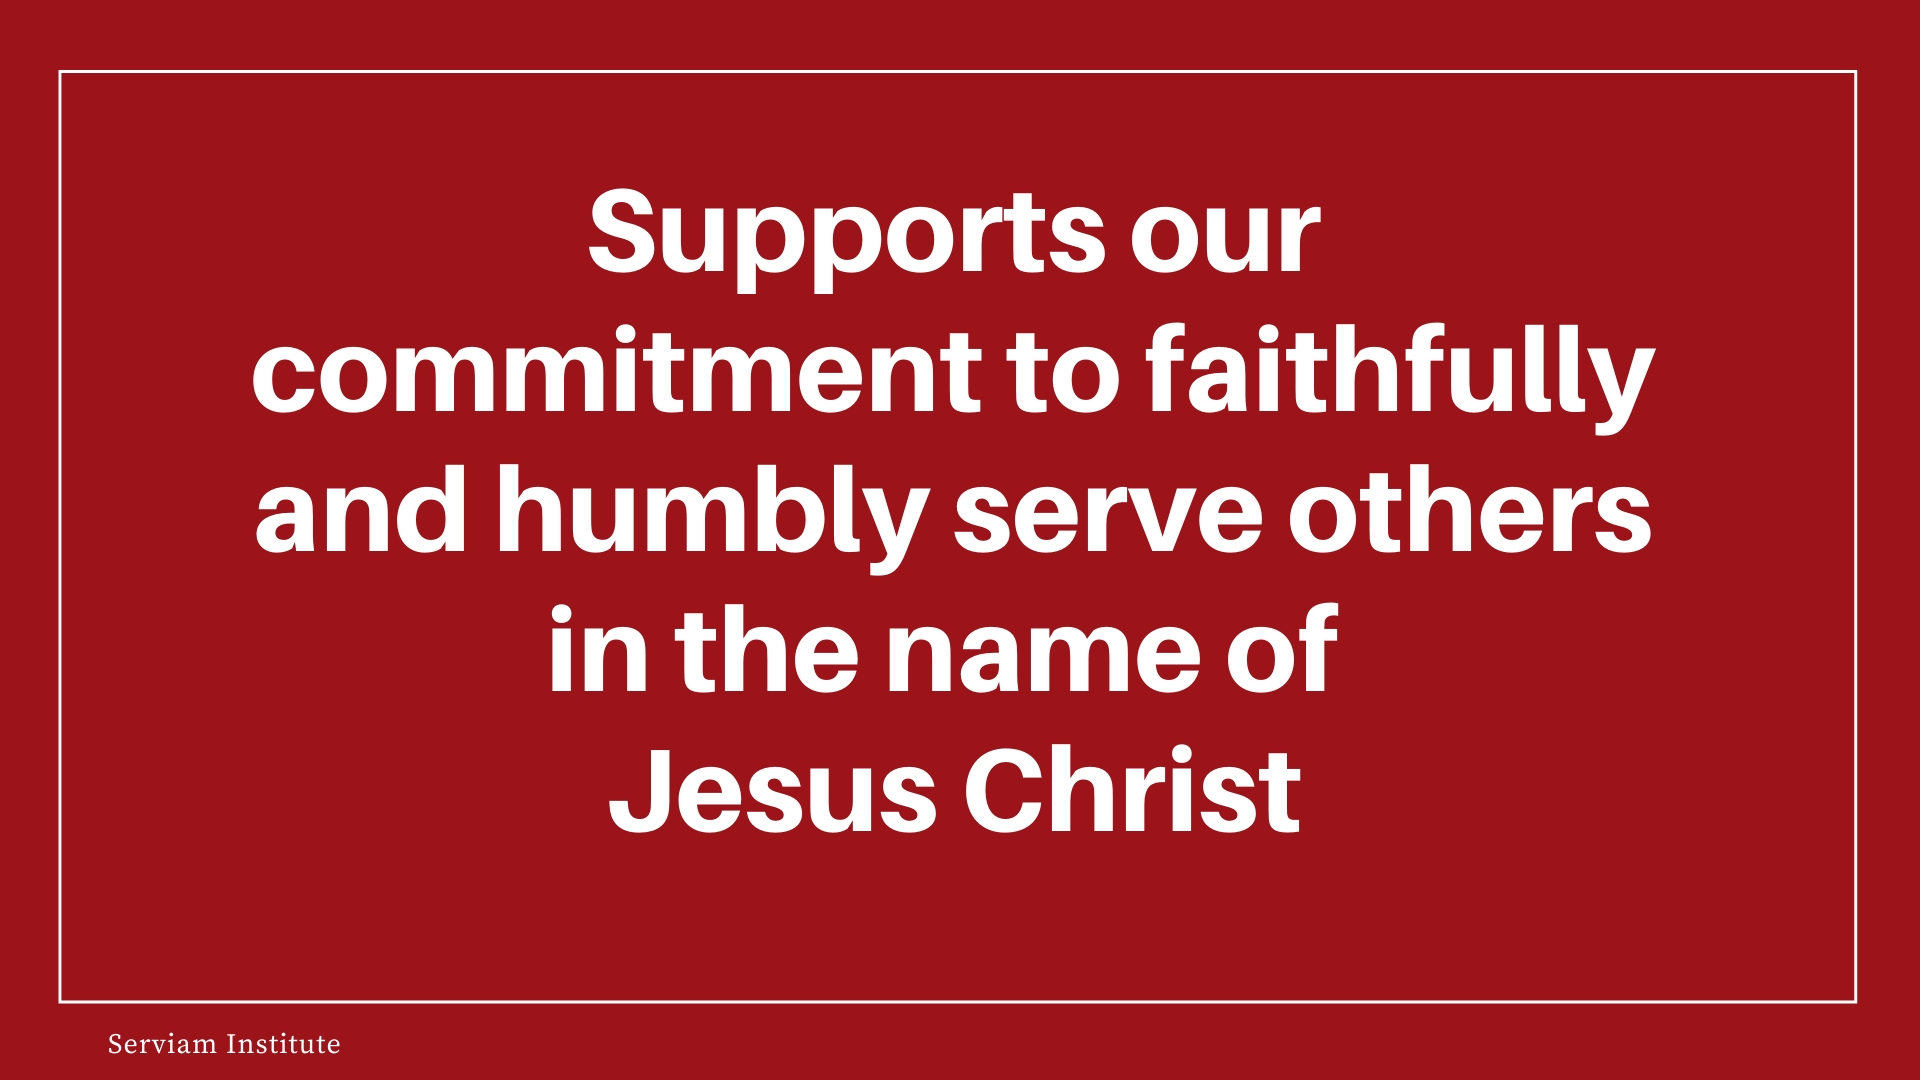 Supports our
commitment to faithfully
and humbly serve others
in the name of
Jesus Christ
Serviam Institute